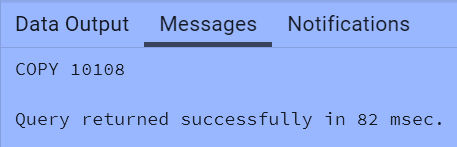 Data Output Messages Notifications
COPY 10108
Query returned successfully in 82 msec.